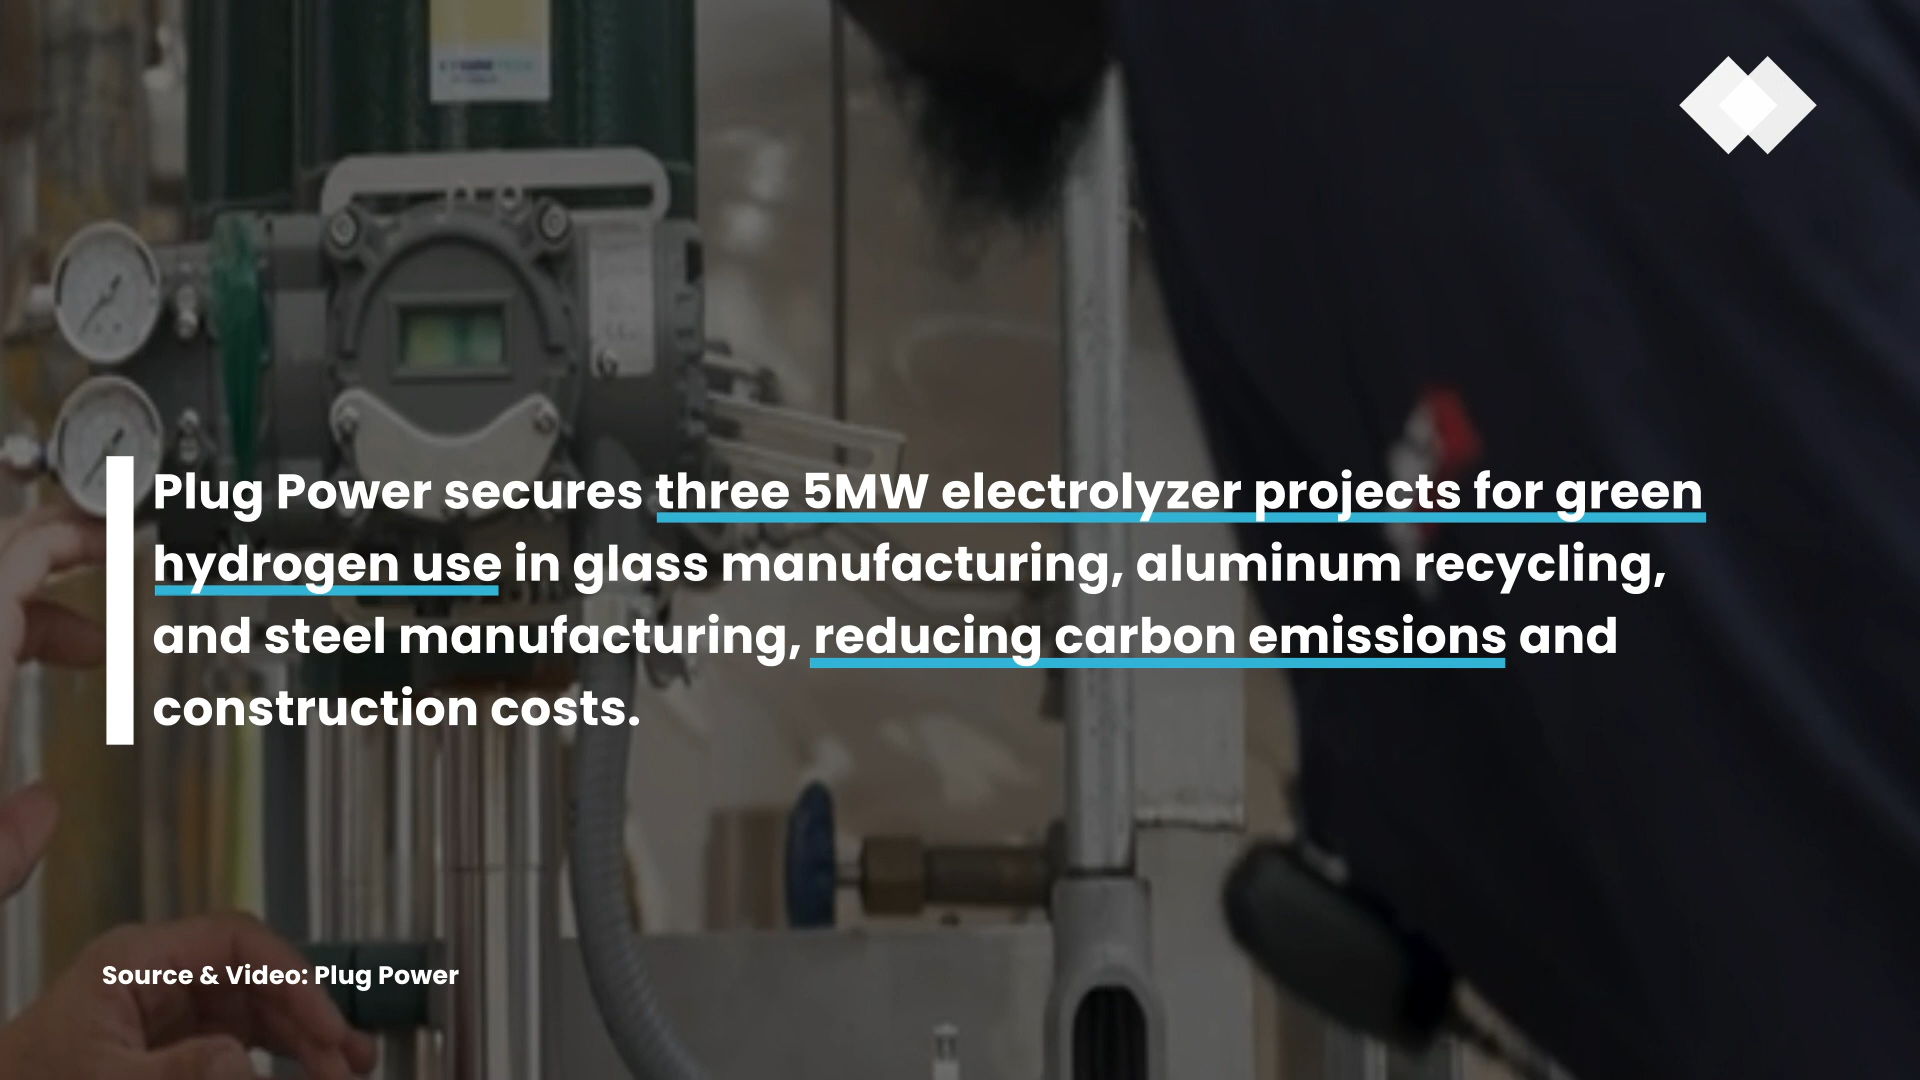 Plug Power secures three 5MW electrolyzer projects for green
hydrogen use in glass manufacturing, aluminum recycling,
and steel manufacturing, reducing carbon emissions and
construction costs.
Source & Video: Plug Power